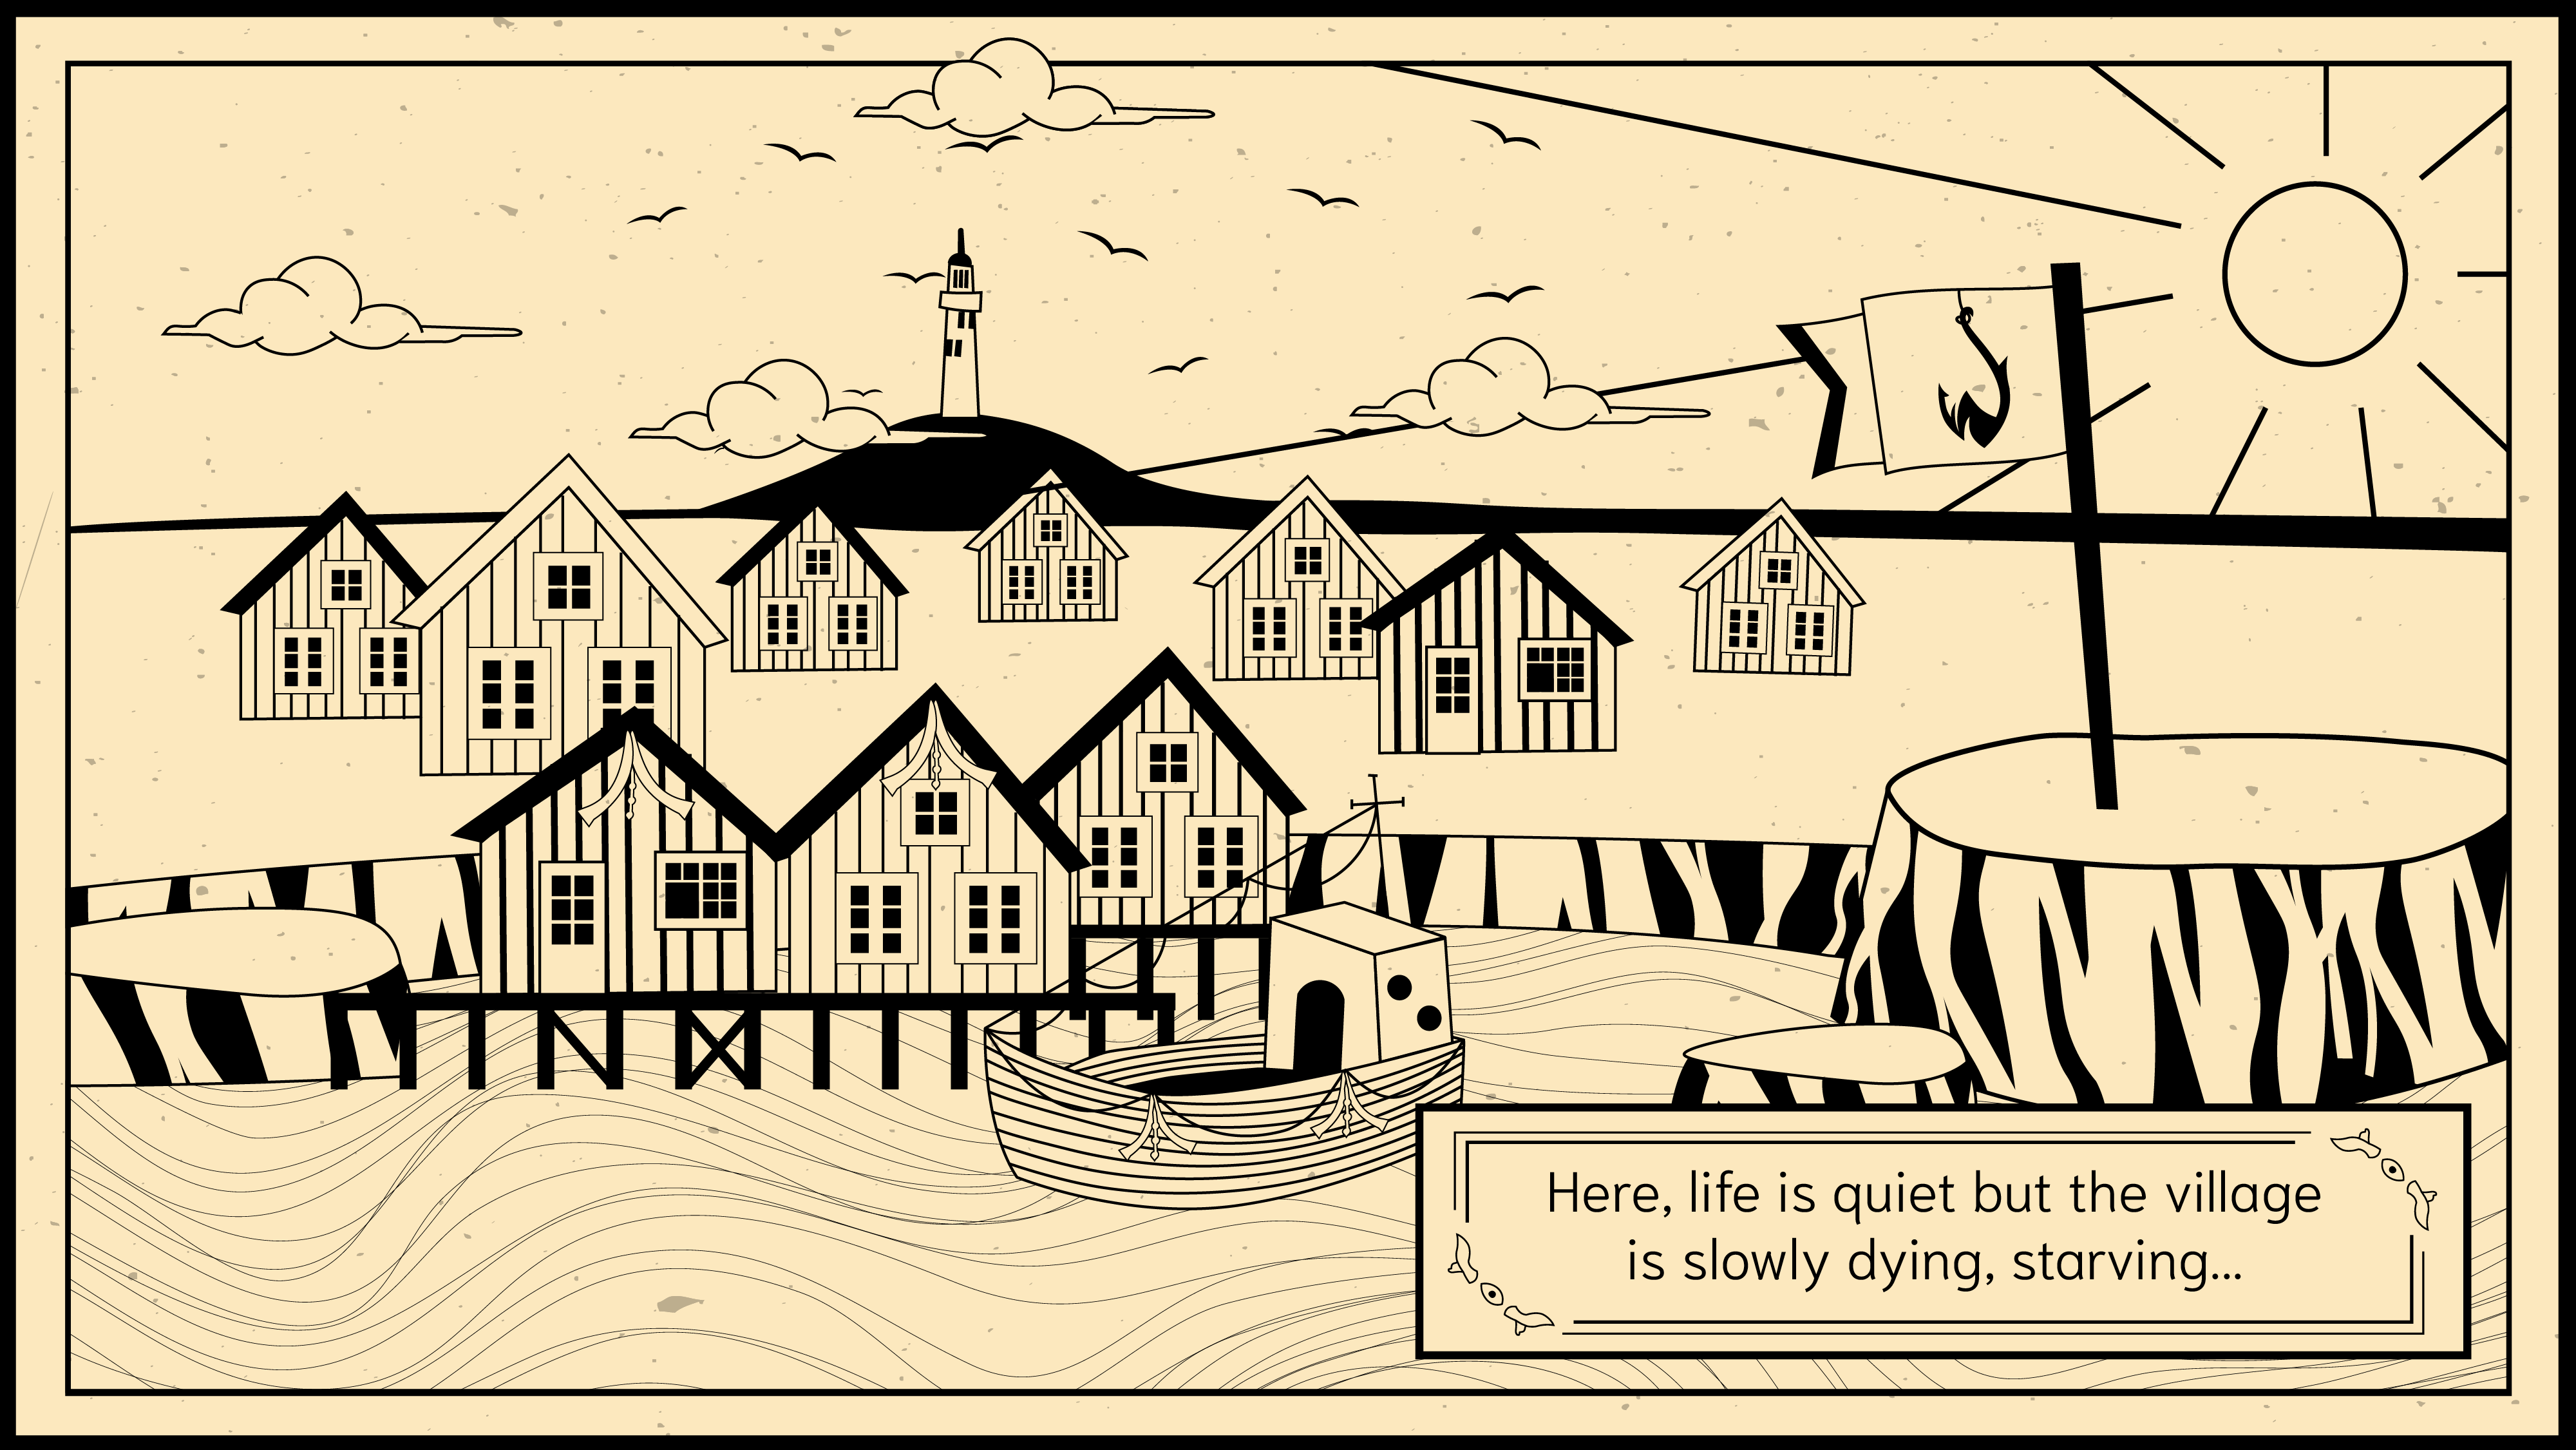 Here, life is quiet but the village
is slowly dying, starving...